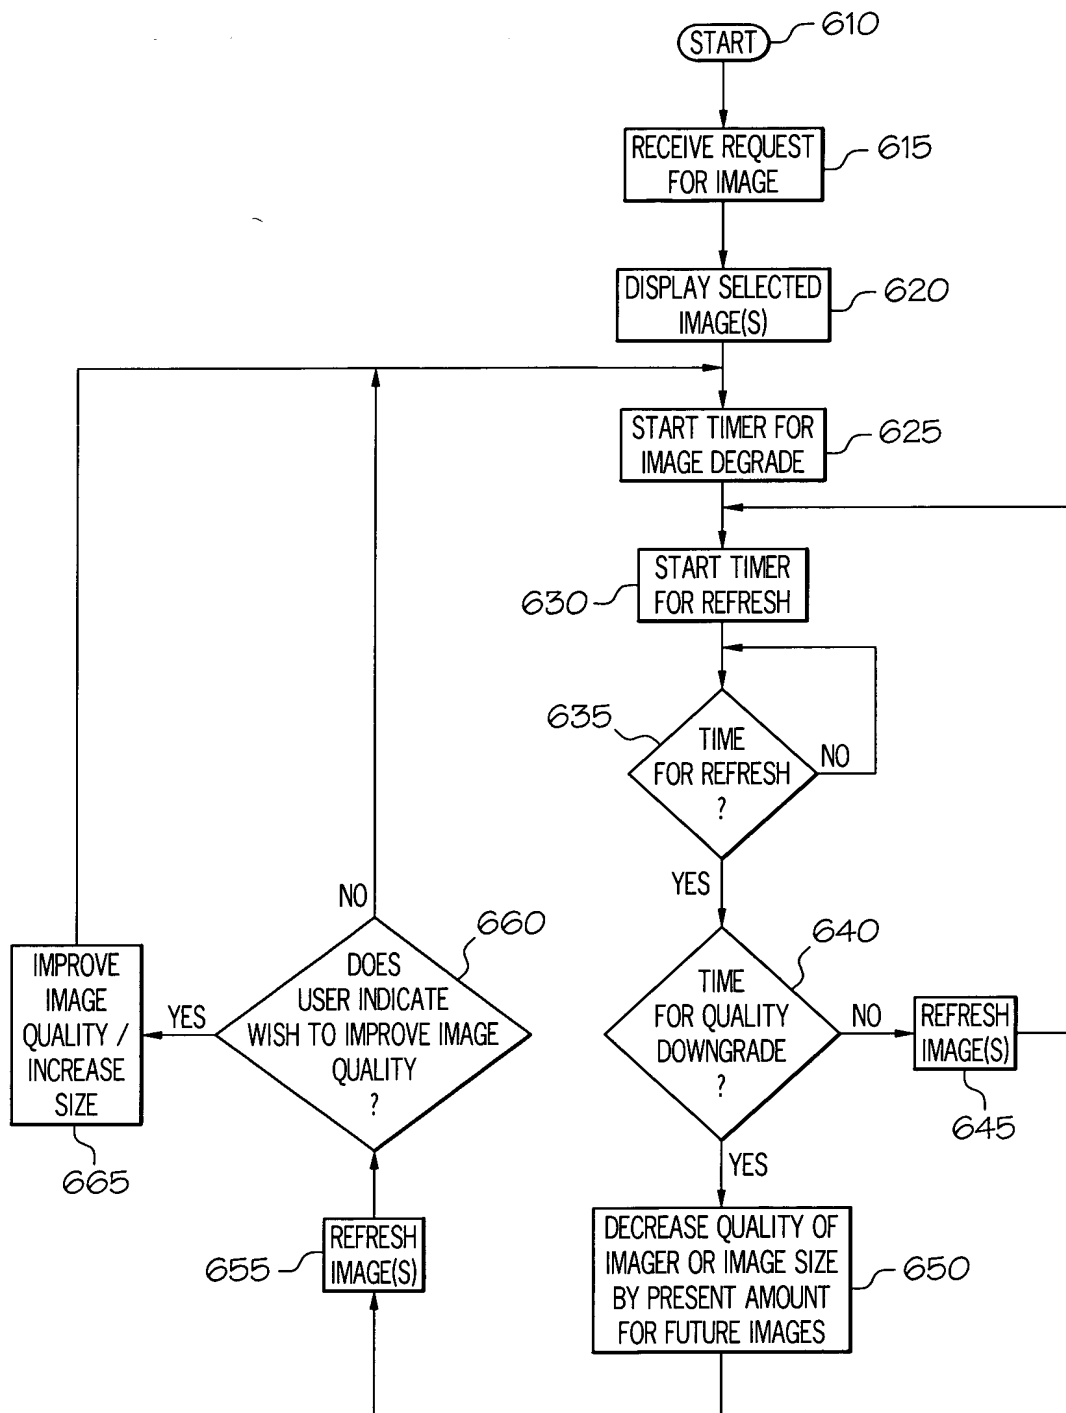 START
610
RECEIVE REQUEST
FOR IMAGE
615
DISPLAY SELECTED
IMAGE(S)
620
START TIMER FOR
IMAGE DEGRADE
625
START TIMER
FOR REFRESH
630
635
TIME
FOR REFRESH
?
NO
YES
640
TIME
FOR QUALITY
DOWNGRADE
?
NO
REFRESH
IMAGE(S)
645
YES
DECREASE QUALITY OF
IMAGER OR IMAGE SIZE
BY PRESENT AMOUNT
FOR FUTURE IMAGES
650
REFRESH
IMAGE(S)
655
NO
660
DOES
USER INDICATE
WISH TO IMPROVE IMAGE
QUALITY
?
YES
IMPROVE
IMAGE
QUALITY /
INCREASE
SIZE
665